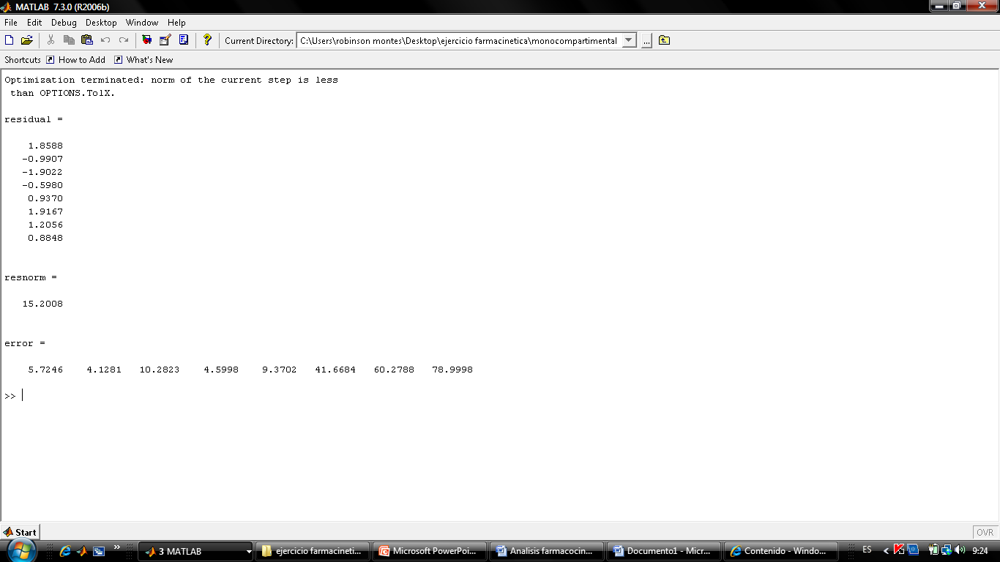 MATLAB 7.3.0 (R2006b)
File Edit Debug Desktop Window Help
Current Directory: C:\Users\robinson montes\Desktop\ejercicio farmacinetica\monocompartimental ...
Shortcuts How to Add What's New
Optimization terminated: norm of the current step is less
than OPTIONS.TolX.
residual =
1.8588
-0.9907
-1.9022
-0.5980
0.9370
1.9167
1.2056
0.8848
resnorm =
15.2008
error =
5.7246 4.1281 10.2823 4.5998 9.3702 41.6684 60.2788 78.9998
>>
Start OVR
» 3 MATLAB ejercicio farmacineti... Microsoft PowerPoi... Analisis farmacocin... Documento1 - Micr... Contenido - Windo... ES < 9:24